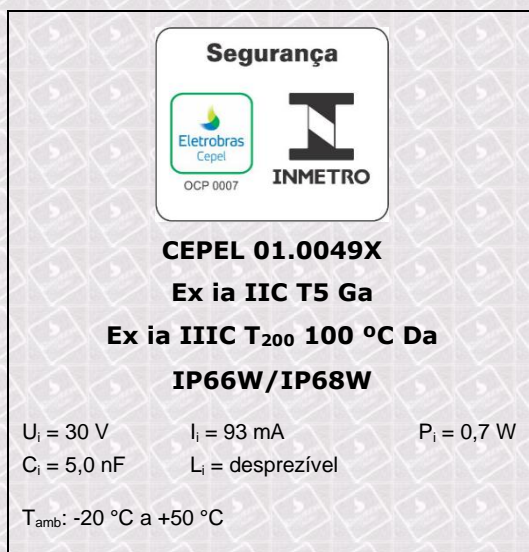 Segurança
Eletrobras
Cepel
OCP 0007
INMETRO
CEPEL 01.0049X
Ex ia IIC T5 Ga
Ex ia IIIC T₂₀₀ 100 ºC Da
IP66W/IP68W
Uᵢ = 30 V Iᵢ = 93 mA Pᵢ = 0,7 W
Cᵢ = 5,0 nF Lᵢ = desprezível
Tₐₘb: -20 °C a +50 °C